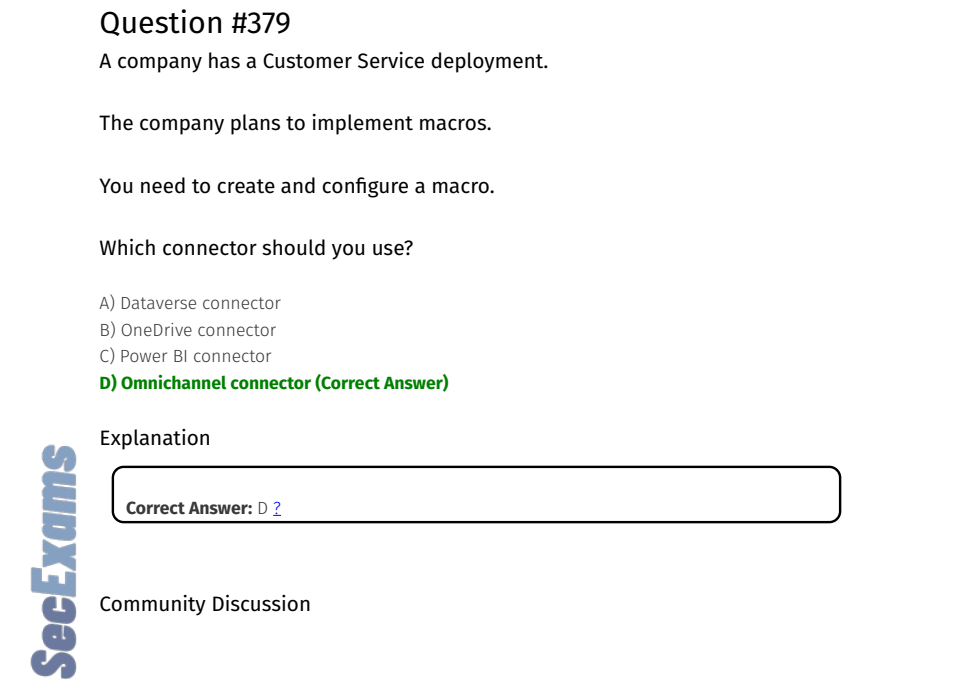 Question #379
A company has a Customer Service deployment.
The company plans to implement macros.
You need to create and configure a macro.
Which connector should you use?
A) Dataverse connector
B) OneDrive connector
C) Power BI connector
D) Omnichannel connector (Correct Answer)
Explanation
Correct Answer: D ?
Community Discussion
SecExams